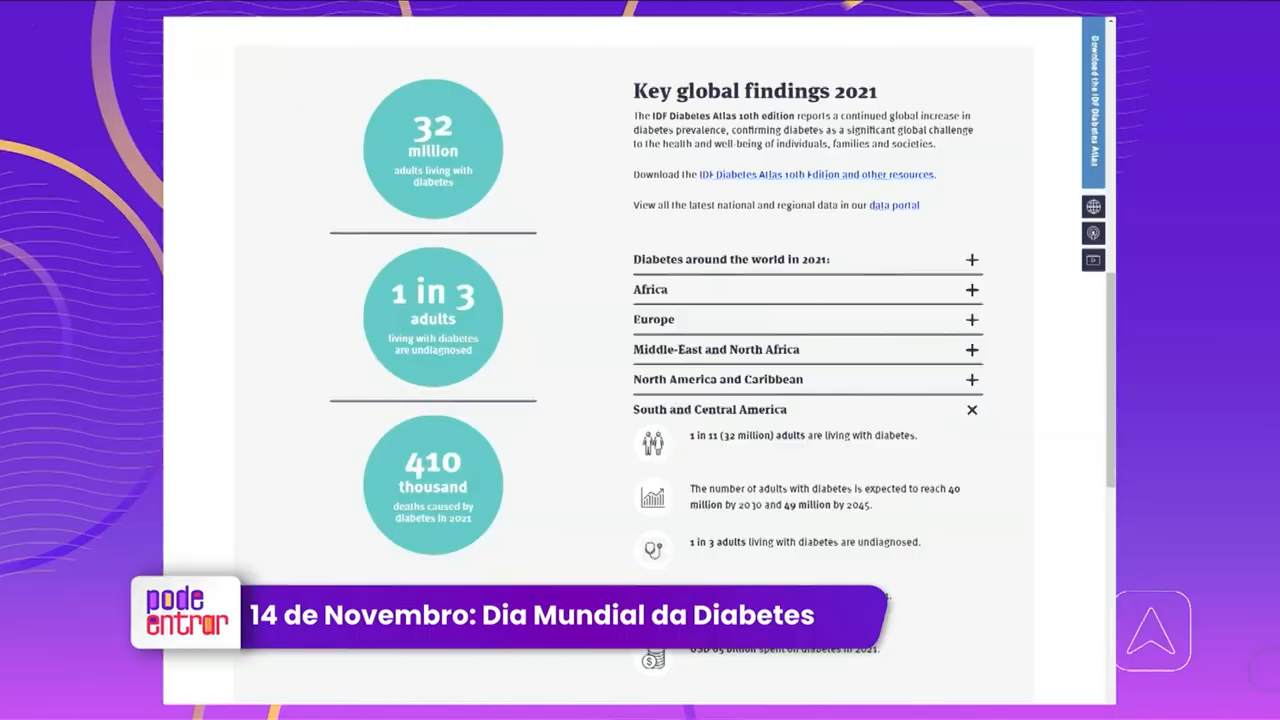 32
million
adults living with
diabetes
1 in 3
adults
living with diabetes
are undiagnosed
410
thousand
deaths caused by
diabetes in 2021
Key global findings 2021
The IDF Diabetes Atlas 10th edition reports a continued global increase in
diabetes prevalence, confirming diabetes as a significant global challenge
to the health and well-being of individuals, families and societies.
Download the IDF Diabetes Atlas 10th Edition and other resources.
View all the latest national and regional data in our data portal
Diabetes around the world in 2021:
Africa
Europe
Middle-East and North Africa
North America and Caribbean
South and Central America
1 in 11 (32 million) adults are living with diabetes.
The number of adults with diabetes is expected to reach 40
million by 2030 and 49 million by 2045.
1 in 3 adults living with diabetes are undiagnosed.
USD 65 billion spent on diabetes in 2021.
Download the IDF Diabetes Atlas
pode
entrar
14 de Novembro: Dia Mundial da Diabetes